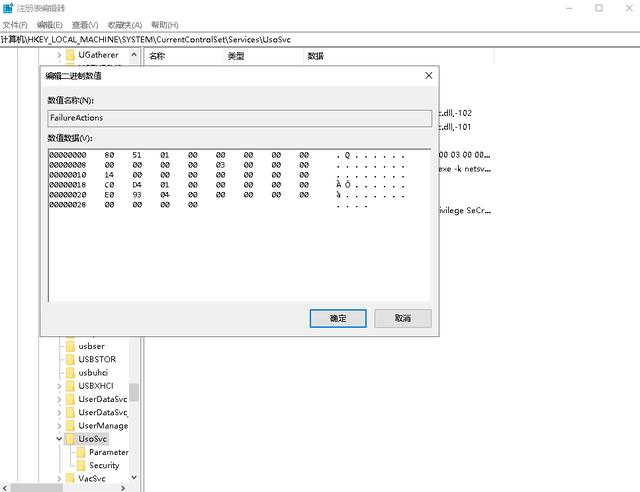 注册表编辑器
文件(F) 编辑(E) 查看(V) 收藏夹(A) 帮助(H)
计算机\HKEY_LOCAL_MACHINE\SYSTEM\CurrentControlSet\Services\UsoSvc
UGatherer
名称 类型 数据
编辑二进制数值
数值名称(N):
FailureActions
数值数据(V):
00000000 80 51 01 00 00 00 00 00 . Q . . . . . .
00000008 00 00 00 00 03 00 00 00 . . . . . . . .
00000010 14 00 00 00 00 00 00 00 . . . . . . . .
00000018 C0 D4 01 00 00 00 00 00 À Ô . . . . . .
00000020 E0 93 04 00 00 00 00 00 à . . . . . . .
00000028 00 00 00 00 . . . .
确定 取消
c.dll,-102
c.dll,-101
00 03 00 00...
exe -k netsv...
ivilege SeCr...
usbser
USBSTOR
usbuhci
USBXHCI
UserDataSvc
UserDataSvc_
UserManage
UsoSvc
Parameter
Security
VacSvc